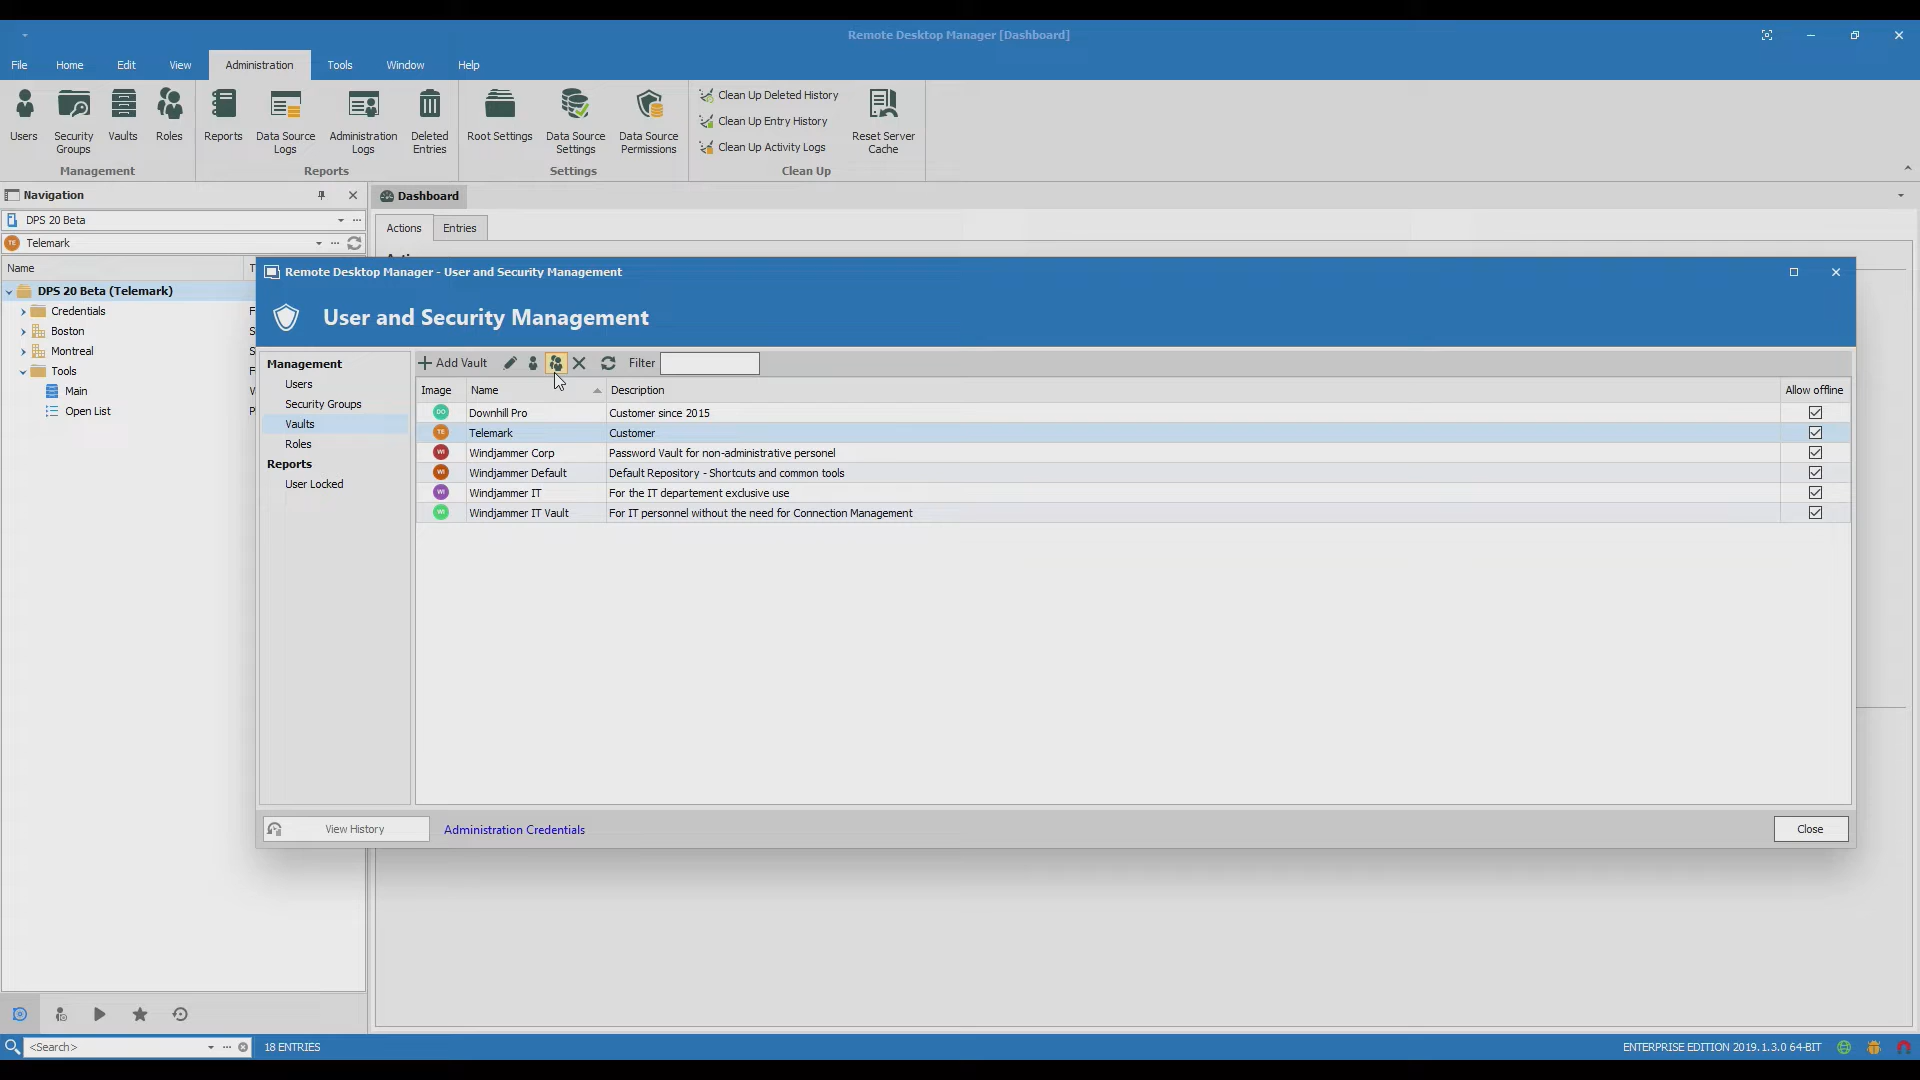 Remote Desktop Manager [Dashboard]
File Home Edit View Administration Tools Window Help
Users Security Groups Vaults Roles Reports Data Source Logs Administration Logs Deleted Entries Root Settings Data Source Settings Data Source Permissions Reset Server Cache
Clean Up Deleted History
Clean Up Entry History
Clean Up Activity Logs
Management Reports Settings Clean Up
Navigation
Dashboard
DPS 20 Beta
Actions Entries
TE Telemark
Name
DPS 20 Beta (Telemark)
Credentials
Boston
Montreal
Tools
Main
Open List
Remote Desktop Manager - User and Security Management
User and Security Management
Management
Users
Security Groups
Vaults
Roles
Reports
User Locked
Add Vault Filter
Image Name Description Allow offline
DO Downhill Pro Customer since 2015
TE Telemark Customer
WI Windjammer Corp Password Vault for non-administrative personel
WI Windjammer Default Default Repository - Shortcuts and common tools
WI Windjammer IT For the IT departement exclusive use
WI Windjammer IT Vault For IT personnel without the need for Connection Management
View History Administration Credentials Close
<Search> 18 ENTRIES ENTERPRISE EDITION 2019.1.3.0 64-BIT